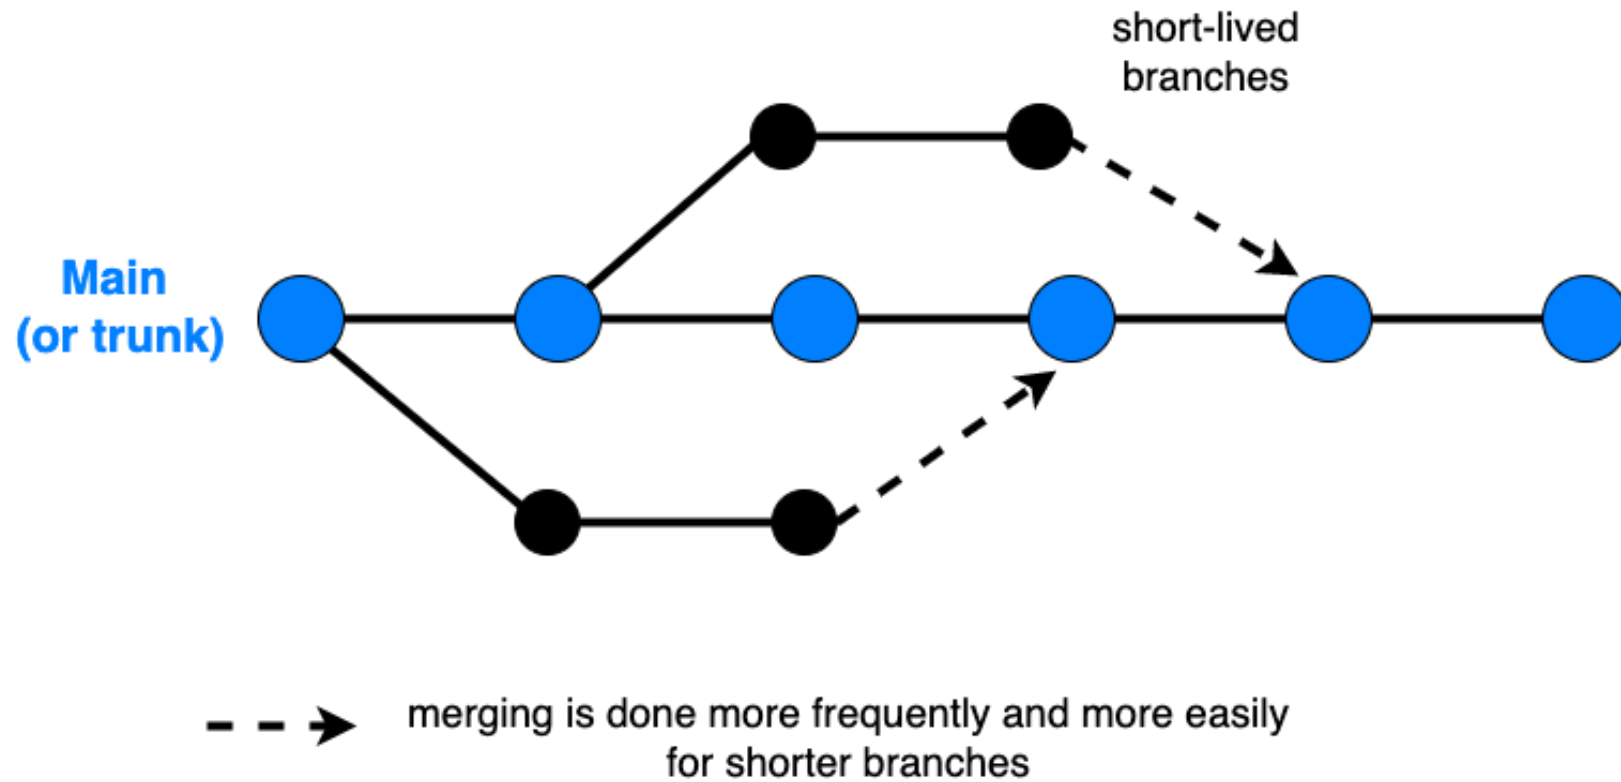 short-lived
branches
Main
(or trunk)
merging is done more frequently and more easily
for shorter branches